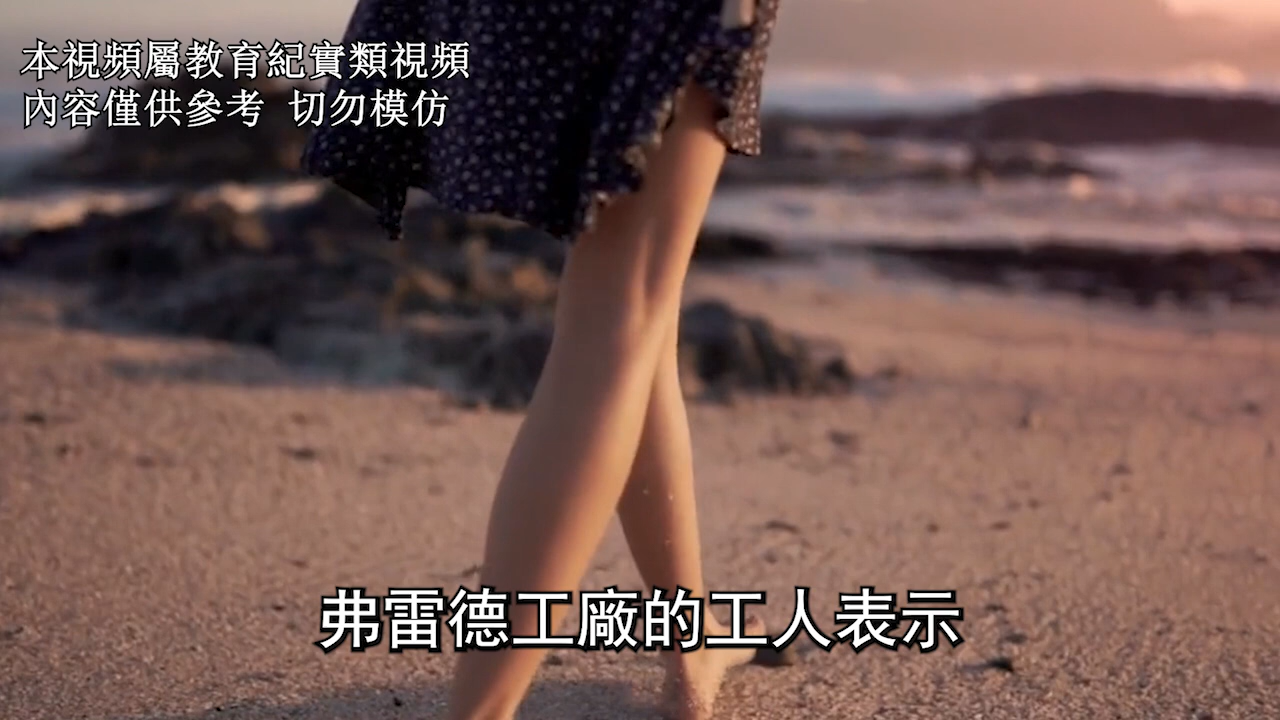 本視頻屬教育紀實類視頻
內容僅供參考 切勿模仿
弗雷德工廠的工人表示